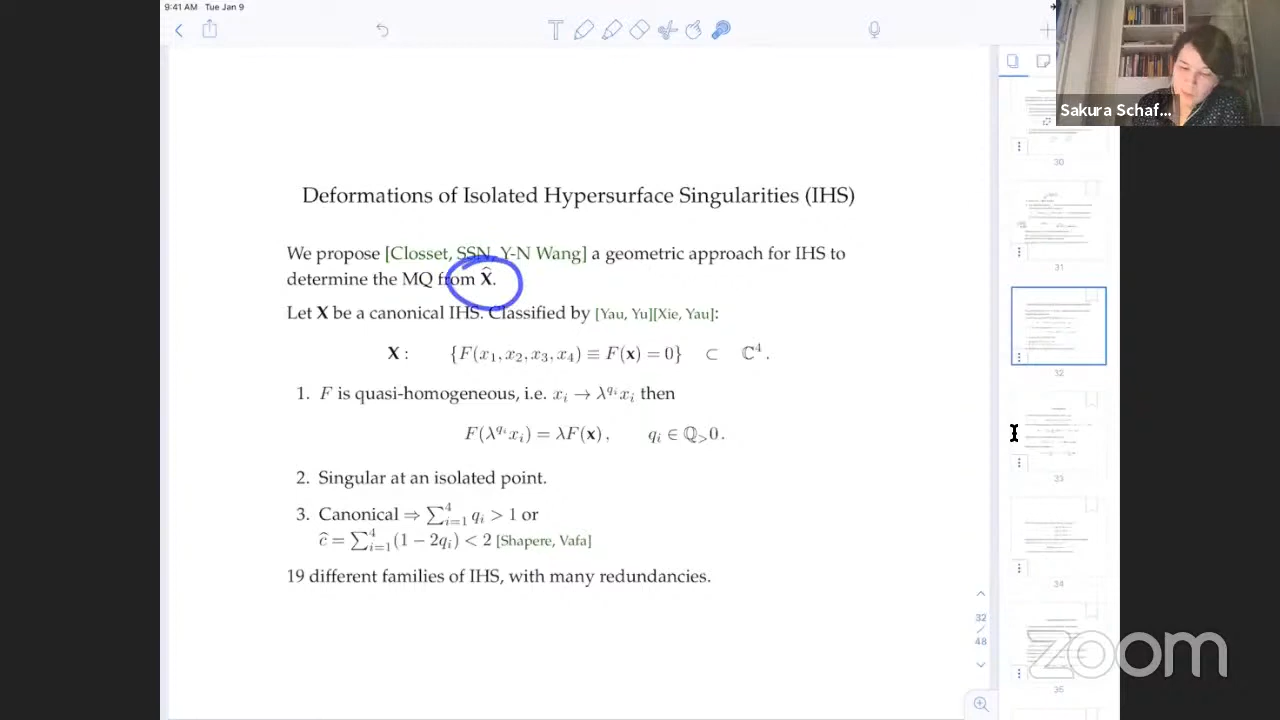 9:41 AM Tue Jan 9
Sakura Schaf...
Deformations of Isolated Hypersurface Singularities (IHS)
We propose [Closset, SSN, Y-N Wang] a geometric approach for IHS to
determine the MQ from X̂.
Let X be a canonical IHS. Classified by [Yau, Yu][Xie, Yau]:
X : {F(x₁, x₂, x₃, x₄) ≡ F(x) = 0} ⊂ ℂ⁴ .
1. F is quasi-homogeneous, i.e. xᵢ → λ^{qᵢ} xᵢ then
F(λ^{qᵢ} xᵢ) = λF(x) , qᵢ ∈ ℚ_>0 .
2. Singular at an isolated point.
3. Canonical ⇒ ∑_{i=1}^4 qᵢ > 1 or
ĉ = ∑_{i=1}^4 (1 − 2qᵢ) < 2 [Shapere, Vafa]
19 different families of IHS, with many redundancies.
30
31
32
33
34
35
32
/
48
zoom